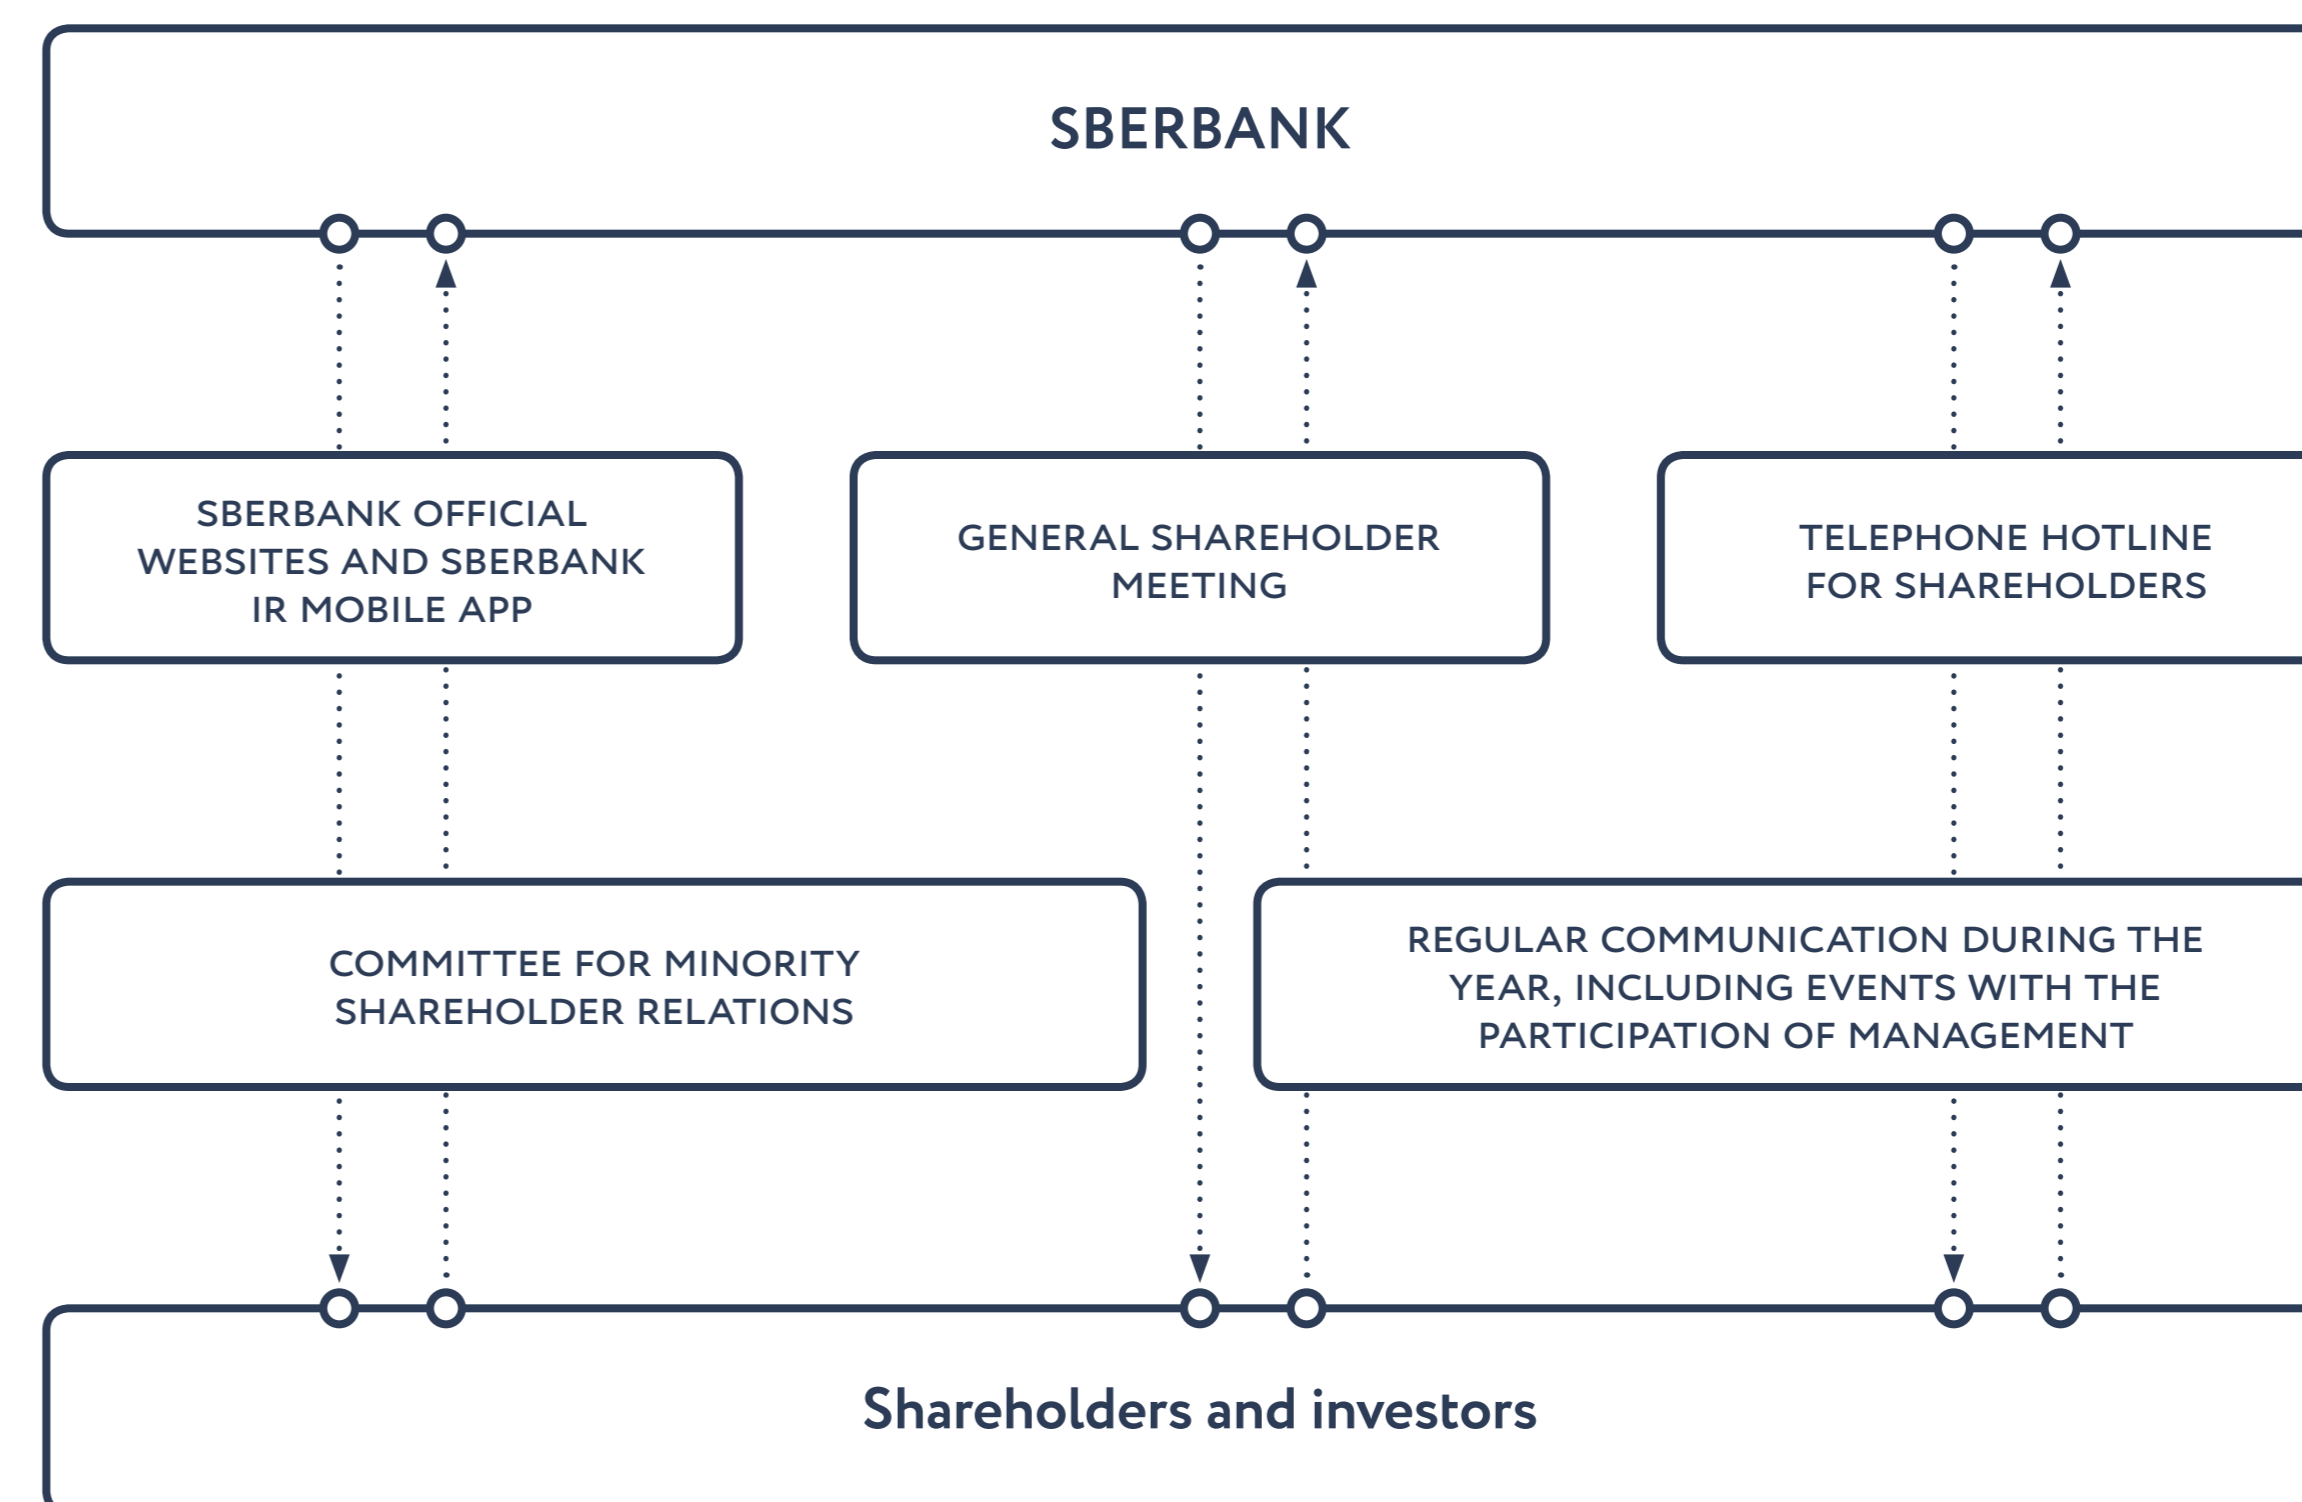 SBERBANK
SBERBANK OFFICIAL
WEBSITES AND SBERBANK
IR MOBILE APP
GENERAL SHAREHOLDER
MEETING
TELEPHONE HOTLINE
FOR SHAREHOLDERS
COMMITTEE FOR MINORITY
SHAREHOLDER RELATIONS
REGULAR COMMUNICATION DURING THE
YEAR, INCLUDING EVENTS WITH THE
PARTICIPATION OF MANAGEMENT
Shareholders and investors